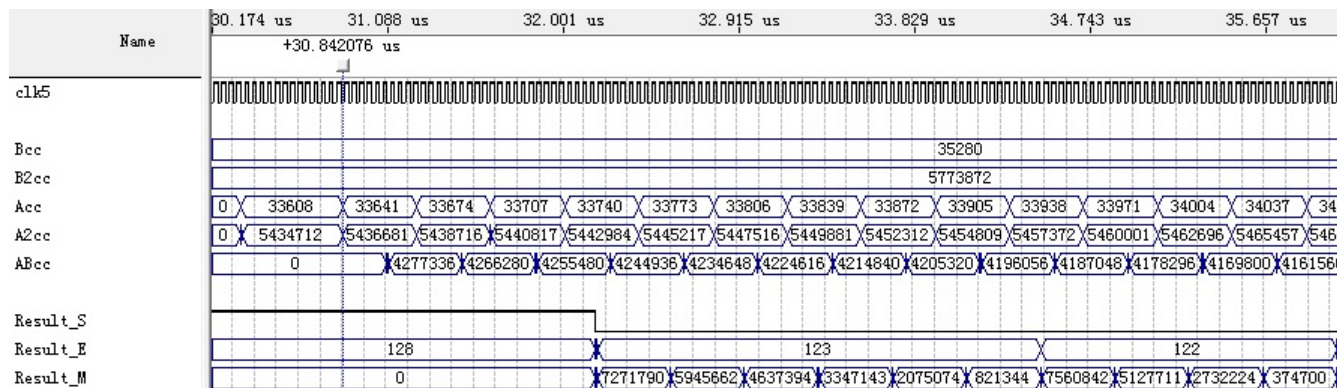 30.174 us 31.088 us 32.001 us 32.915 us 33.829 us 34.743 us 35.657 us
Name
+30.842076 us
clk5
Bcc 35280
B2cc 5773872
Acc 0 33608 33641 33674 33707 33740 33773 33806 33839 33872 33905 33938 33971 34004 34037 34
A2cc 0 5434712 5436681 5438716 5440817 5442984 5445217 5447516 5449881 5452312 5454809 5457372 5460001 5462696 5465457 546
ABcc 0 4277336 4266280 4255480 4244936 4234648 4224616 4214840 4205320 4196056 4187048 4178296 4169800 4161560
Result_S
Result_E 128 123 122
Result_M 0 7271790 5945662 4637394 3347143 2075074 821344 7560842 5127711 2732224 374700